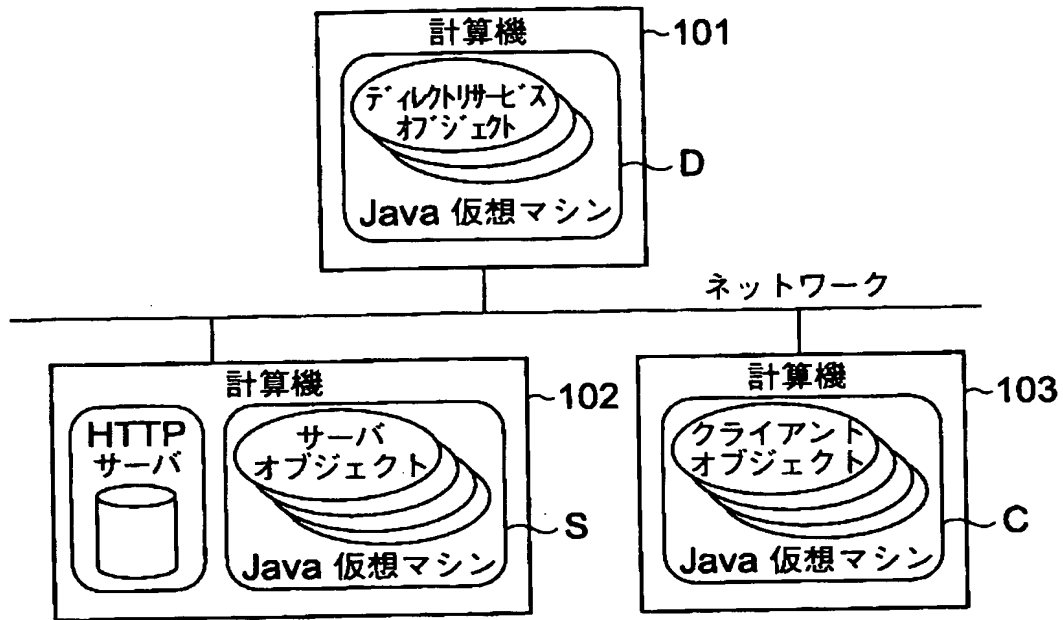 計算機
101
ディレクトリサービス
オブジェクト
D
Java 仮想マシン
ネットワーク
計算機
102
HTTP
サーバ
サーバ
オブジェクト
S
Java 仮想マシン
計算機
103
クライアント
オブジェクト
C
Java 仮想マシン